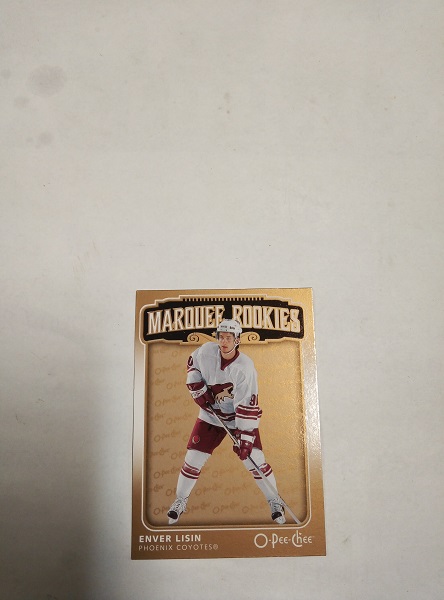 MARQUEE ROOKIES
ENVER LISIN
PHOENIX COYOTES®
O-Pee-Chee